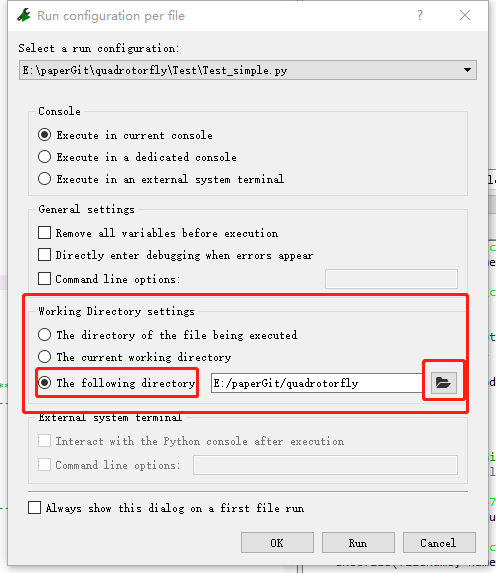 Run configuration per file
?
Select a run configuration:
E:\paperGit\quadrotorfly\Test\Test_simple.py
Console
Execute in current console
Execute in a dedicated console
Execute in an external system terminal
General settings
Remove all variables before execution
Directly enter debugging when errors appear
Command line options:
Working Directory settings
The directory of the file being executed
The current working directory
The following directory
E:/paperGit/quadrotorfly
External system terminal
Interact with the Python console after execution
Command line options:
Always show this dialog on a first file run
OK
Run
Cancel